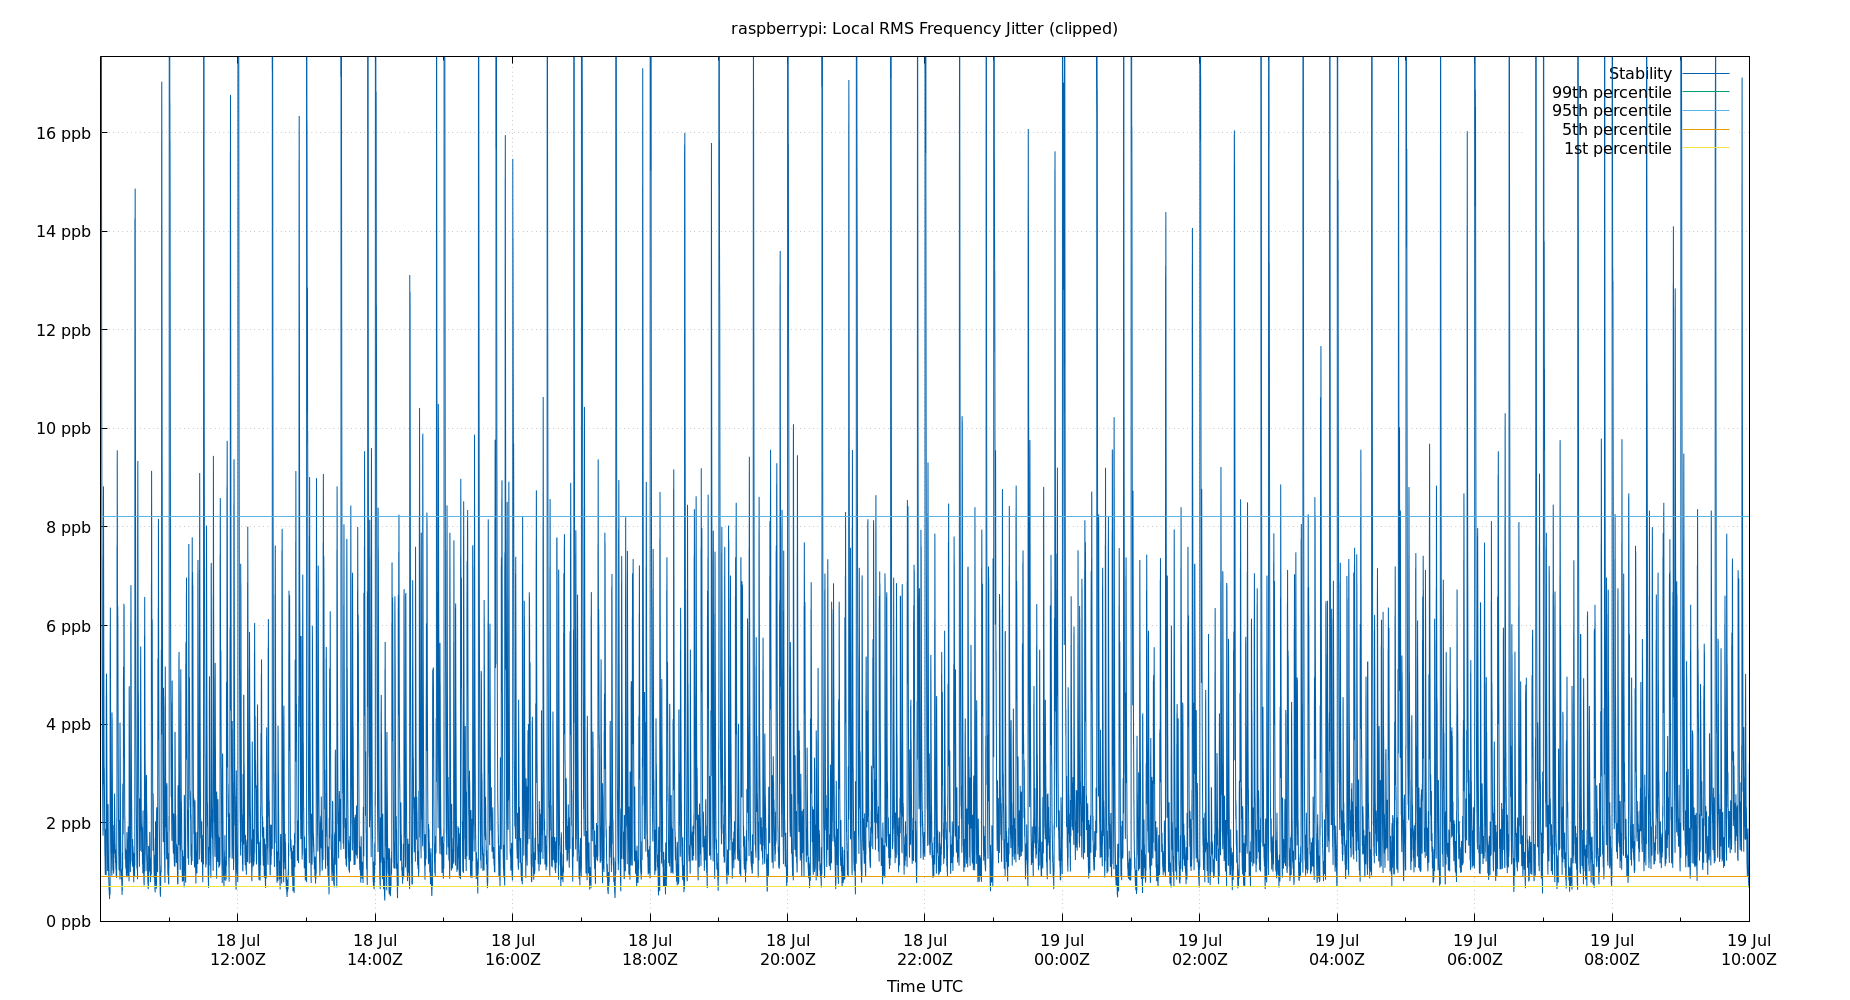 raspberrypi: Local RMS Frequency Jitter (clipped)
Stability
99th percentile
95th percentile
5th percentile
1st percentile
16 ppb
14 ppb
12 ppb
10 ppb
8 ppb
6 ppb
4 ppb
2 ppb
0 ppb
18 Jul 18 Jul 18 Jul 18 Jul 18 Jul 18 Jul 19 Jul 19 Jul 19 Jul 19 Jul 19 Jul 19 Jul
12:00Z 14:00Z 16:00Z 18:00Z 20:00Z 22:00Z 00:00Z 02:00Z 04:00Z 06:00Z 08:00Z 10:00Z
Time UTC